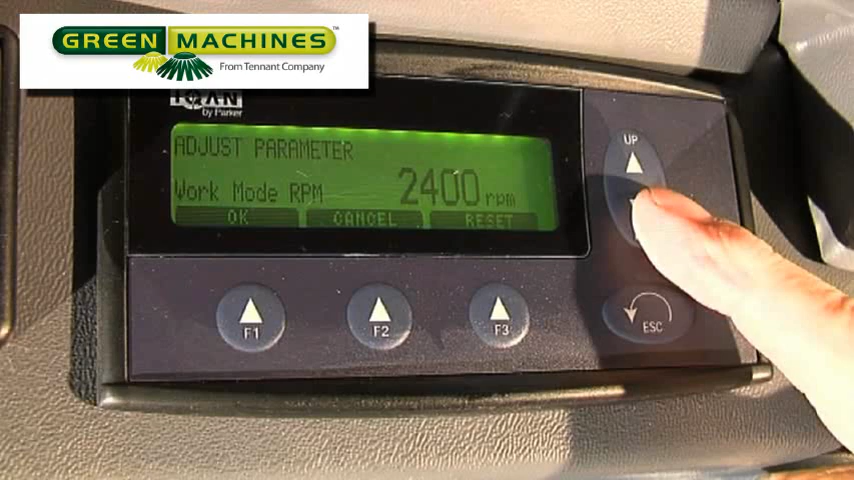 GREEN MACHINES™
From Tennant Company
IQAN
by Parker
ADJUST PARAMETER
Work Mode RPM 2400 rpm
OK CANCEL RESET
UP
F1 F2 F3 ESC